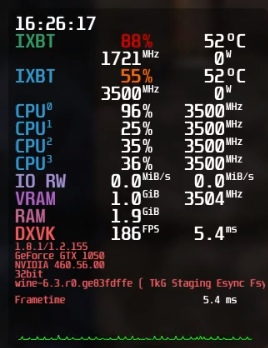 16:26:17
IXBT 88% 52°C
1721MHz 0W
IXBT 55% 52°C
3500MHz 0W
CPU0 96% 3500MHz
CPU1 25% 3500MHz
CPU2 35% 3500MHz
CPU3 36% 3500MHz
IO RW 0.0MiB/s 0.0MiB/s
VRAM 1.0GiB 3504MHz
RAM 1.9GiB
DXVK 186FPS 5.4ms
1.8.1/1.2.155
GeForce GTX 1050
NVIDIA 460.56.00
32bit
wine-6.3.r0.ge83fdffe ( TkG Staging Esync Fsy
Frametime 5.4 ms